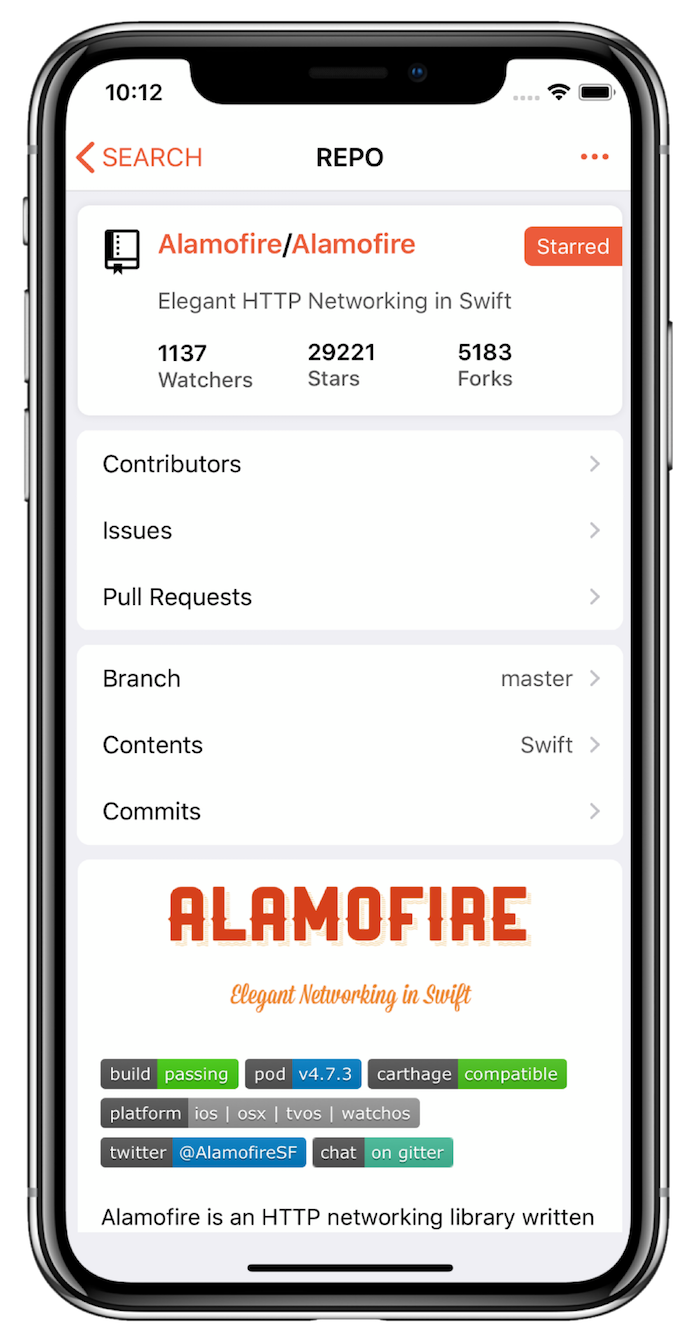 10:12
SEARCH REPO
Alamofire/Alamofire Starred
Elegant HTTP Networking in Swift
1137 29221 5183
Watchers Stars Forks
Contributors
Issues
Pull Requests
Branch master
Contents Swift
Commits
ALAMOFIRE
Elegant Networking in Swift
build passing pod v4.7.3 carthage compatible
platform ios | osx | tvos | watchos
twitter @AlamofireSF chat on gitter
Alamofire is an HTTP networking library written